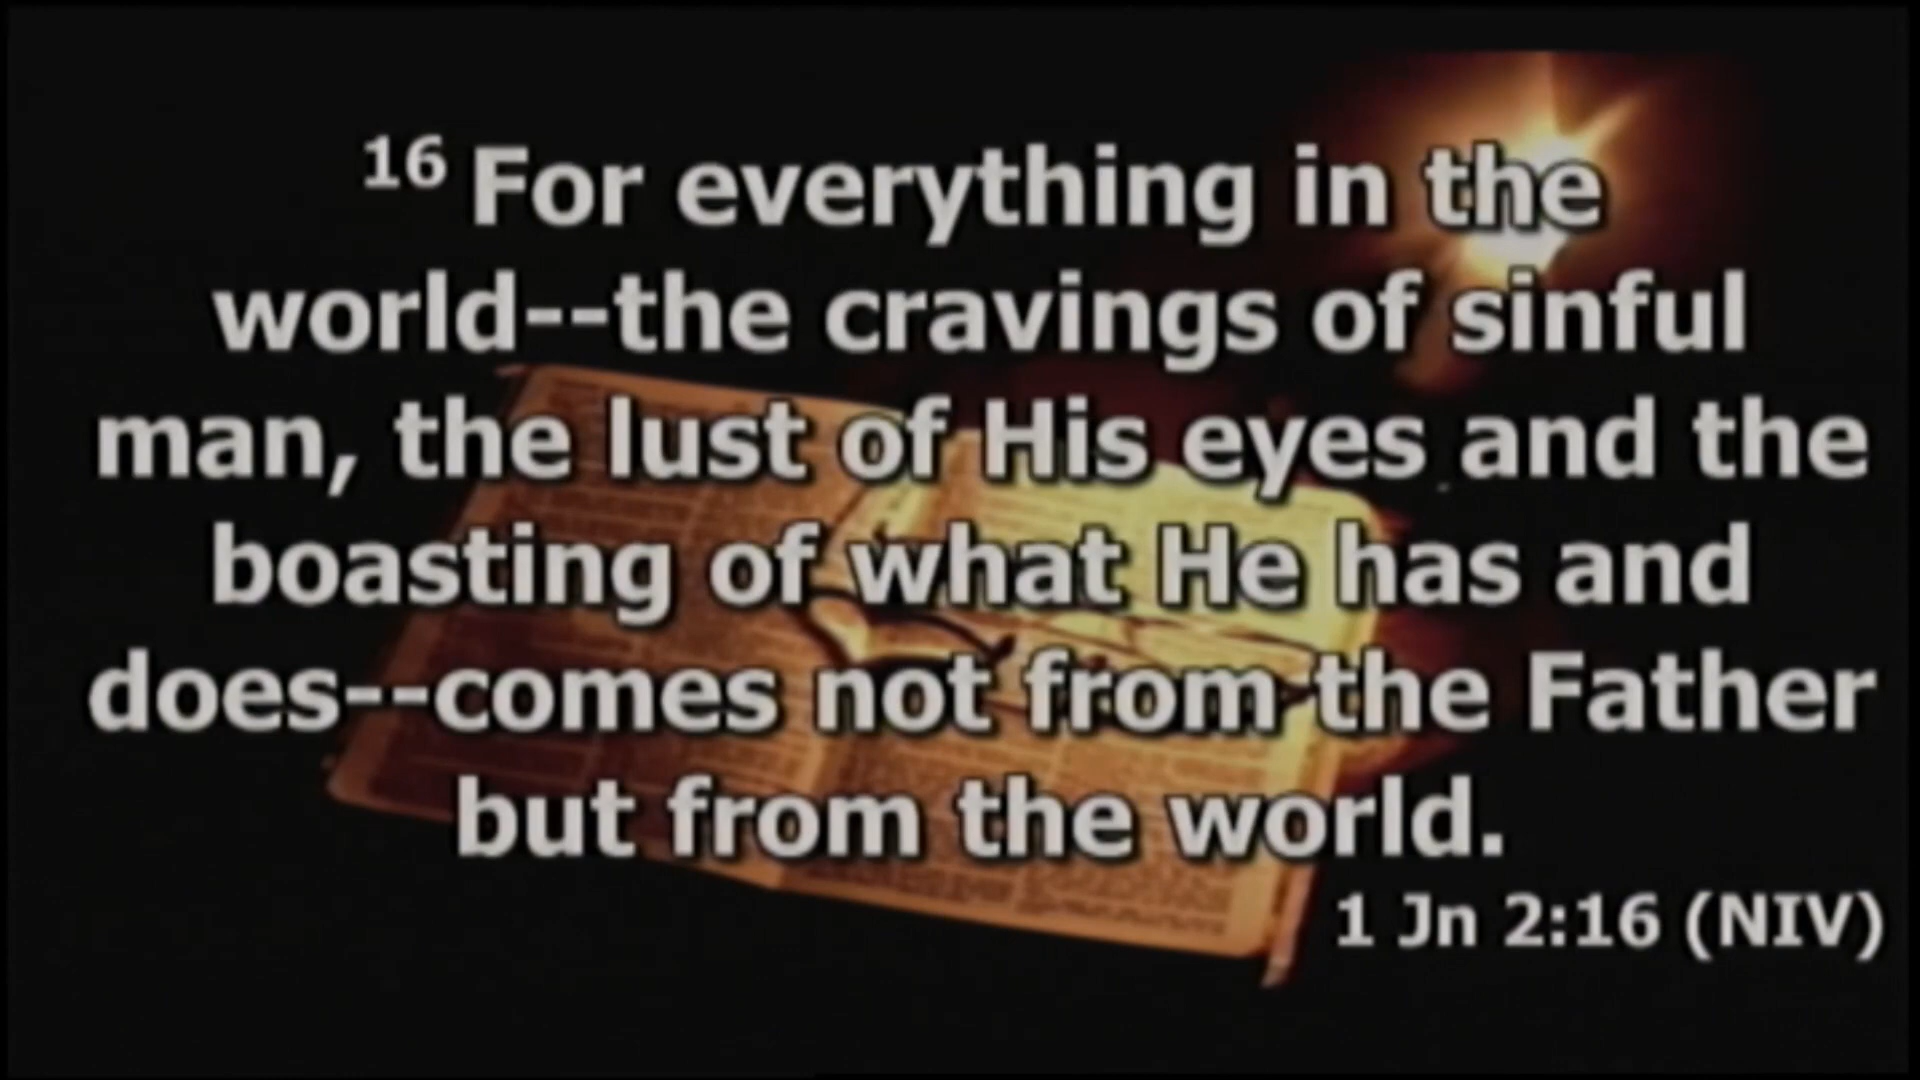 16 For everything in the
world--the cravings of sinful
man, the lust of His eyes and the
boasting of what He has and
does--comes not from the Father
but from the world.
1 Jn 2:16 (NIV)